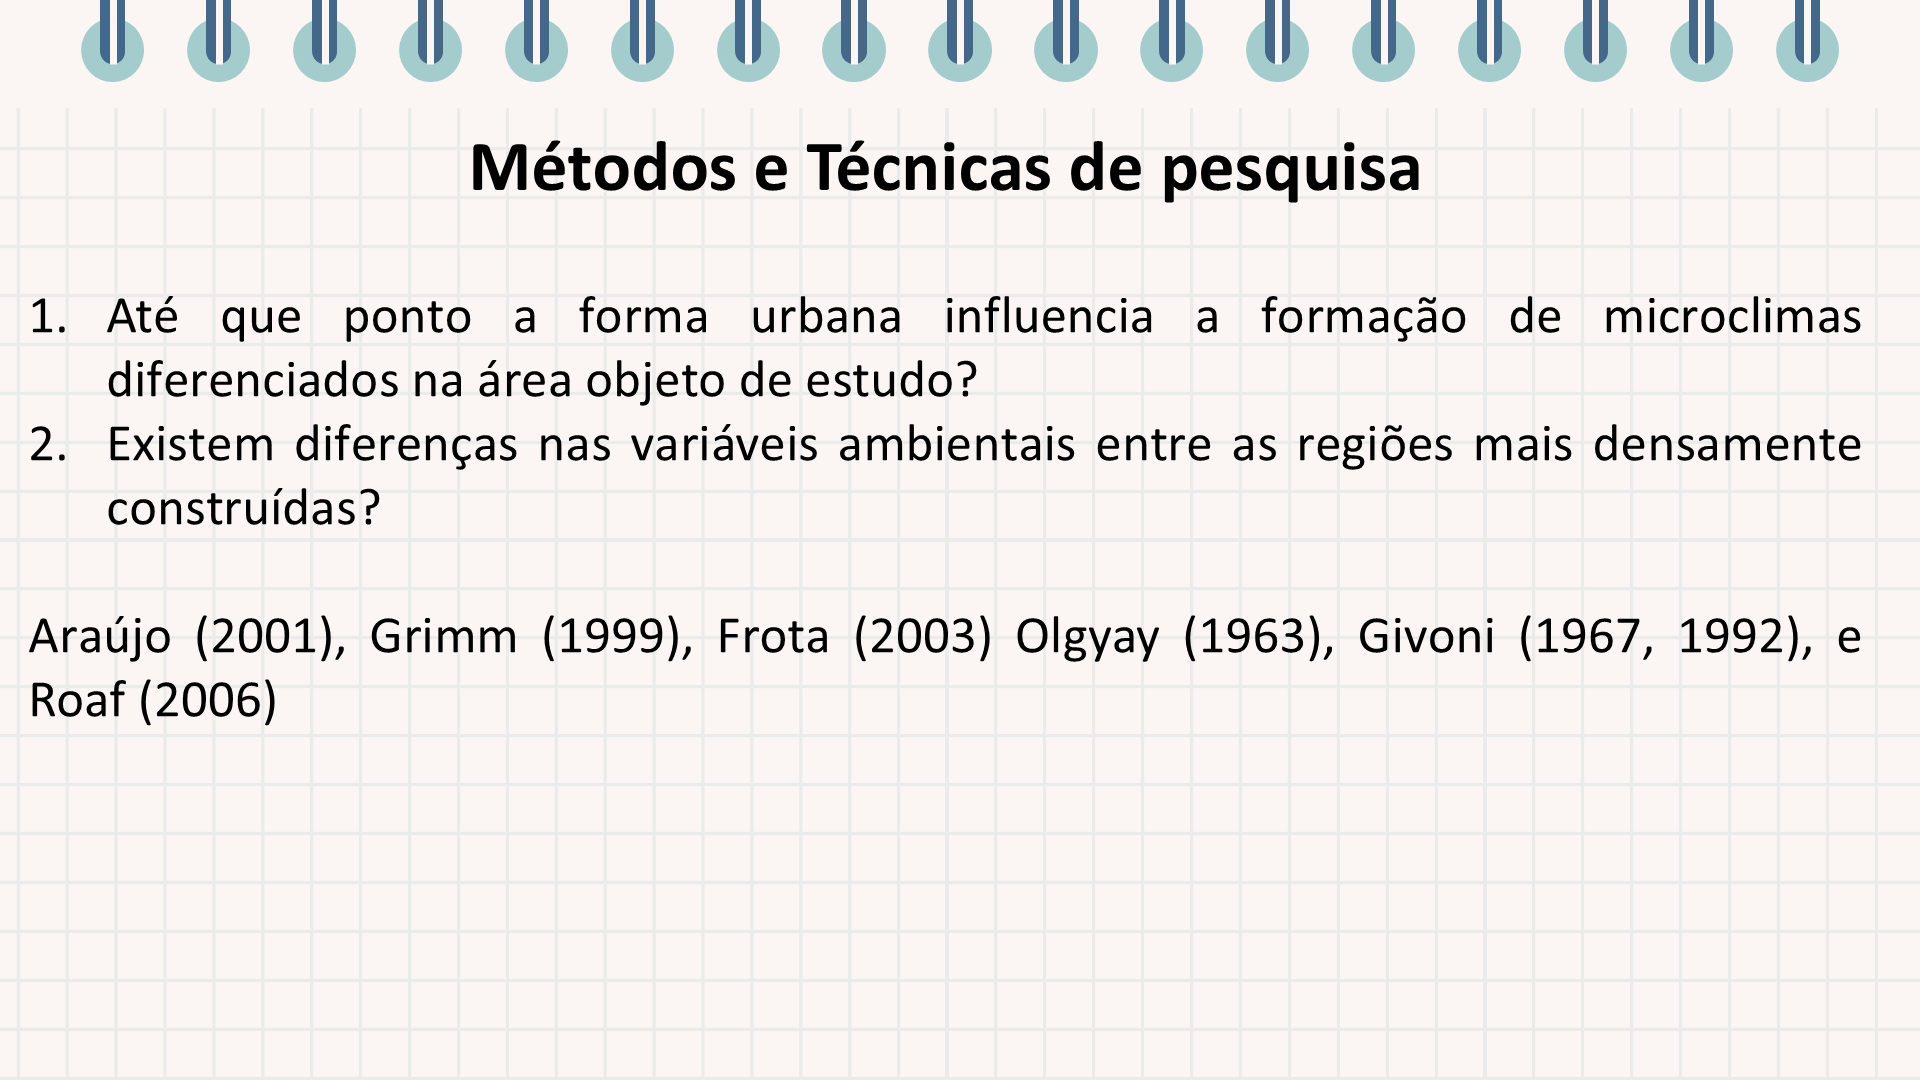 Métodos e Técnicas de pesquisa
1. Até que ponto a forma urbana influencia a formação de microclimas
diferenciados na área objeto de estudo?
2. Existem diferenças nas variáveis ambientais entre as regiões mais densamente
construídas?
Araújo (2001), Grimm (1999), Frota (2003) Olgyay (1963), Givoni (1967, 1992), e
Roaf (2006)